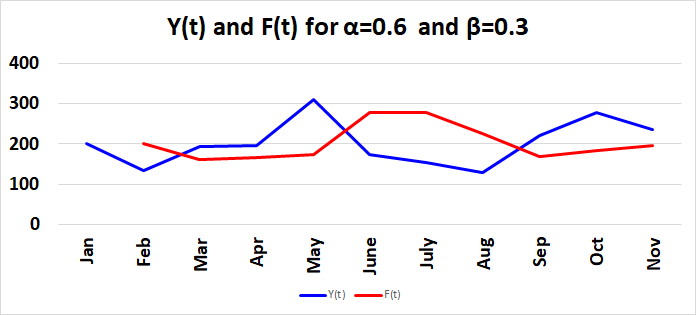 Y(t) and F(t) for α=0.6 and β=0.3
400
300
200
100
0
Jan
Feb
Mar
Apr
May
June
July
Aug
Sep
Oct
Nov
Y(t) F(t)